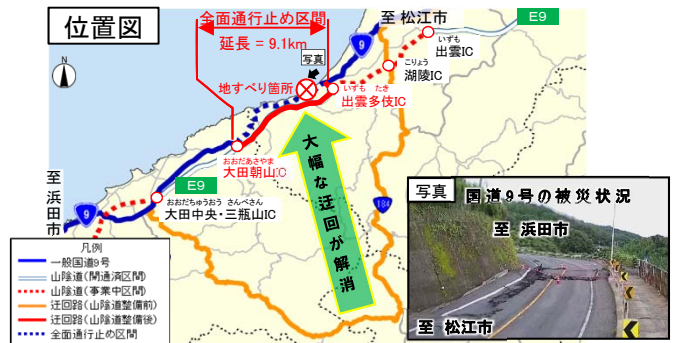 位置図
N
全面通行止め区間
延長 = 9.1km
至 松江市
E9
9
写真
地すべり箇所
いずも
出雲IC
こりょう
湖陵IC
いずも たき
出雲多伎IC
おおだあさやま
大田朝山IC
大幅な迂回が解消
至 浜田市
E9
9
おおだちゅうおう さんべさん
大田中央・三瓶山IC
184
凡例
一般国道9号
山陰道(開通済区間)
山陰道(事業中区間)
迂回路(山陰道整備前)
迂回路(山陰道整備後)
全面通行止め区間
写真
国道9号の被災状況
至 浜田市
至 松江市